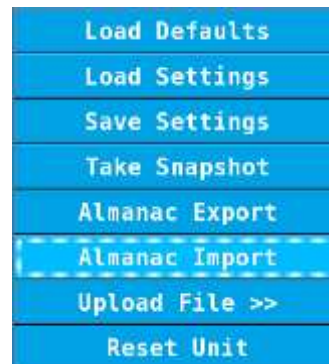 Load Defaults
Load Settings
Save Settings
Take Snapshot
Almanac Export
Almanac Import
Upload File >>
Reset Unit